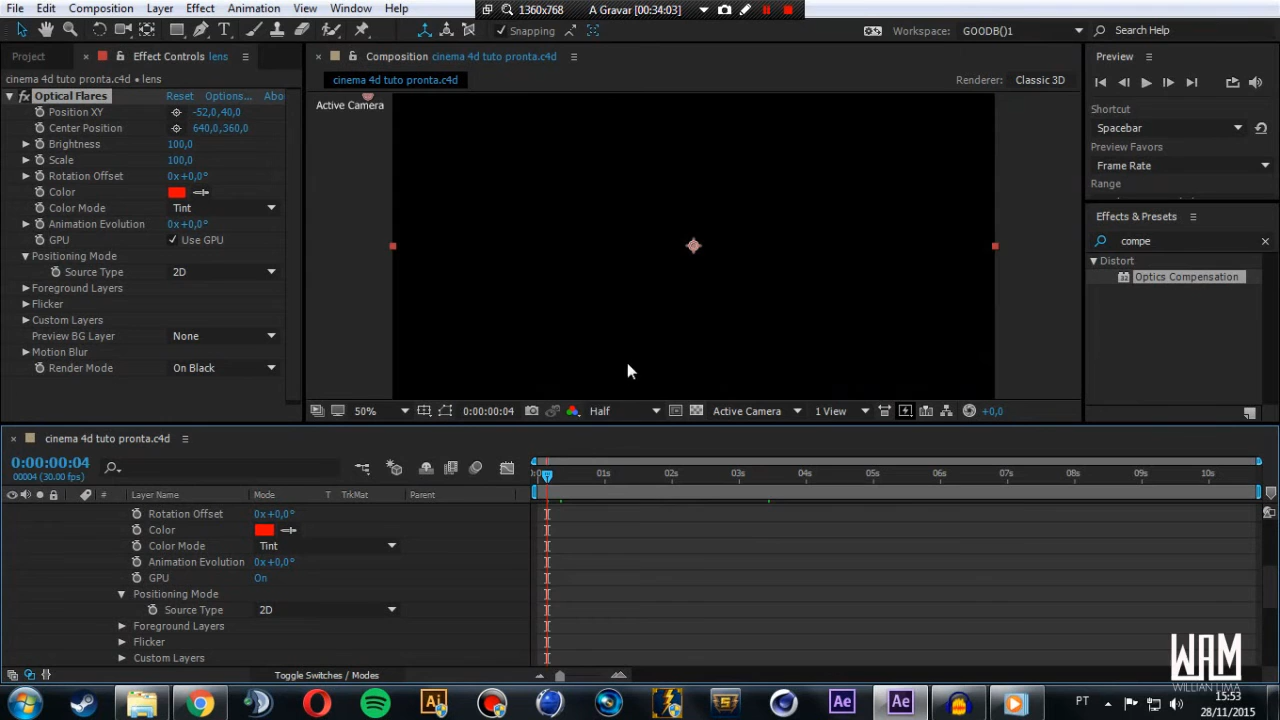 File Edit Composition Layer Effect Animation View Window Help
1360x768 A Gravar [00:34:03]
Snapping Workspace: GOODB()1 Search Help
Project Effect Controls lens Composition cinema 4d tuto pronta.c4d Preview
cinema 4d tuto pronta.c4d • lens cinema 4d tuto pronta.c4d Renderer: Classic 3D
fx Optical Flares Reset Options... Abo
Active Camera
Position XY -52,0,40,0
Center Position 640,0,360,0
Brightness 100,0
Scale 100,0
Rotation Offset 0x+0,0°
Color
Color Mode Tint
Animation Evolution 0x+0,0°
GPU Use GPU
Positioning Mode
Source Type 2D
Foreground Layers
Flicker
Custom Layers
Preview BG Layer None
Motion Blur
Render Mode On Black
Shortcut
Spacebar
Preview Favors
Frame Rate
Range
Effects & Presets
compe
Distort
32 Optics Compensation
50% 0:00:00:04 Half Active Camera 1 View +0,0
cinema 4d tuto pronta.c4d
0:00:00:04
00004 (30.00 fps)
01s 02s 03s 04s 05s 06s 07s 08s 09s 10s
# Layer Name Mode T TrkMat Parent
Rotation Offset 0x+0,0°
Color
Color Mode Tint
Animation Evolution 0x+0,0°
GPU On
Positioning Mode
Source Type 2D
Foreground Layers
Flicker
Custom Layers
Toggle Switches / Modes
WAM
WILLIAN LIMA
Ai Ae Ae PT 15:53
28/11/2015